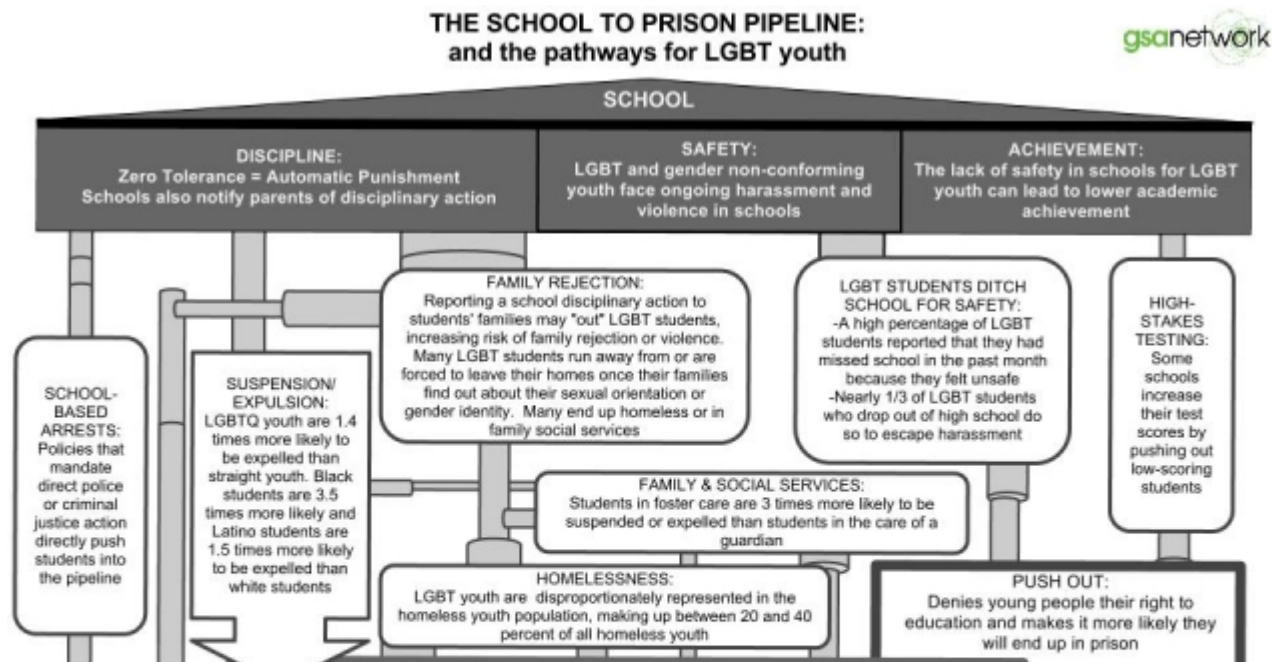 THE SCHOOL TO PRISON PIPELINE:
and the pathways for LGBT youth
gsanetwork
SCHOOL
DISCIPLINE:
Zero Tolerance = Automatic Punishment
Schools also notify parents of disciplinary action
SAFETY:
LGBT and gender non-conforming
youth face ongoing harassment and
violence in schools
ACHIEVEMENT:
The lack of safety in schools for LGBT
youth can lead to lower academic
achievement
SCHOOL-
BASED
ARRESTS:
Policies that
mandate
direct police
or criminal
justice action
directly push
students into
the pipeline
SUSPENSION/
EXPULSION:
LGBTQ youth are 1.4
times more likely to
be expelled than
straight youth. Black
students are 3.5
times more likely and
Latino students are
1.5 times more likely
to be expelled than
white students
FAMILY REJECTION:
Reporting a school disciplinary action to
students' families may "out" LGBT students,
increasing risk of family rejection or violence.
Many LGBT students run away from or are
forced to leave their homes once their families
find out about their sexual orientation or
gender identity. Many end up homeless or in
family social services
LGBT STUDENTS DITCH
SCHOOL FOR SAFETY:
-A high percentage of LGBT
students reported that they had
missed school in the past month
because they felt unsafe
-Nearly 1/3 of LGBT students
who drop out of high school do
so to escape harassment
HIGH-
STAKES
TESTING:
Some
schools
increase
their test
scores by
pushing out
low-scoring
students
FAMILY & SOCIAL SERVICES:
Students in foster care are 3 times more likely to be
suspended or expelled than students in the care of a
guardian
HOMELESSNESS:
LGBT youth are disproportionately represented in the
homeless youth population, making up between 20 and 40
percent of all homeless youth
PUSH OUT:
Denies young people their right to
education and makes it more likely they
will end up in prison